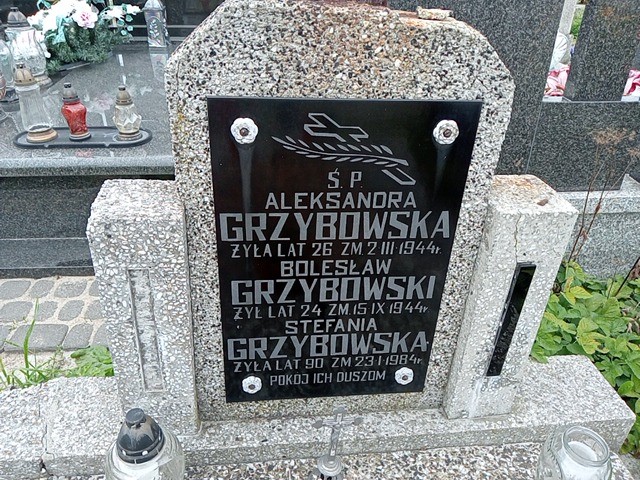 Ś. P.
ALEKSANDRA
GRZYBOWSKA
ŻYŁA LAT 26 ZM. 2 III 1944r.
BOLESŁAW
GRZYBOWSKI
ŻYŁ LAT 24 ZM. 15 IX 1944r
STEFANIA
GRZYBOWSKA
ŻYŁA LAT 90 ZM 23 I 1984r.
POKÓJ ICH DUSZOM